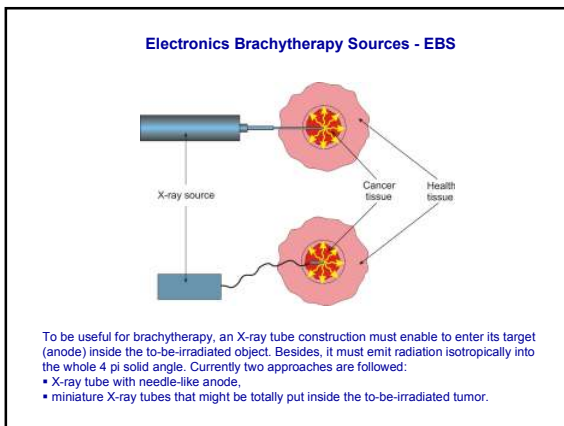 Electronics Brachytherapy Sources - EBS
X-ray source
Cancer
tissue
Health
tissue
To be useful for brachytherapy, an X-ray tube construction must enable to enter its target
(anode) inside the to-be-irradiated object. Besides, it must emit radiation isotropically into
the whole 4 pi solid angle. Currently two approaches are followed:
▪ X-ray tube with needle-like anode,
▪ miniature X-ray tubes that might be totally put inside the to-be-irradiated tumor.